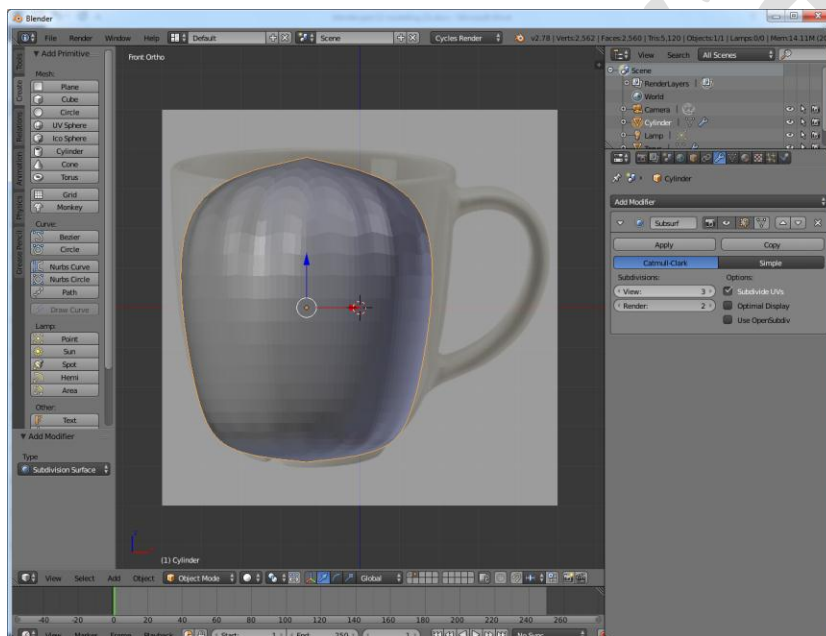 Blender
File Render Window Help Default Scene Cycles Render v2.78 | Verts:2,562 | Faces:2,560 | Tris:5,120 | Objects:1/1 | Lamps:0/0 | Mem:14.11M
Tools
Create
Relations
Animation
Physics
Grease Pencil
Add Primitive
Mesh:
Plane
Cube
Circle
UV Sphere
Ico Sphere
Cylinder
Cone
Torus
Grid
Monkey
Curve:
Bezier
Circle
Nurbs Curve
Nurbs Circle
Path
Draw Curve
Lamp:
Point
Sun
Spot
Hemi
Area
Other:
Text
Add Modifier
Type
Subdivision Surface
Front Ortho
(1) Cylinder
View Select Add Object Object Mode Global
-40 -20 0 20 40 60 80 100 120 140 160 180 200 220 240 260
View Marker Frame Playback Start: 1 End: 250 1 No Sync
View Search All Scenes
Scene
RenderLayers
World
Camera
Cylinder
Lamp
Cylinder
Add Modifier
Subsurf
Apply Copy
Catmull-Clark Simple
Subdivisions: Options:
View: 3 Subdivide UVs
Render: 2 Optimal Display
Use OpenSubdiv